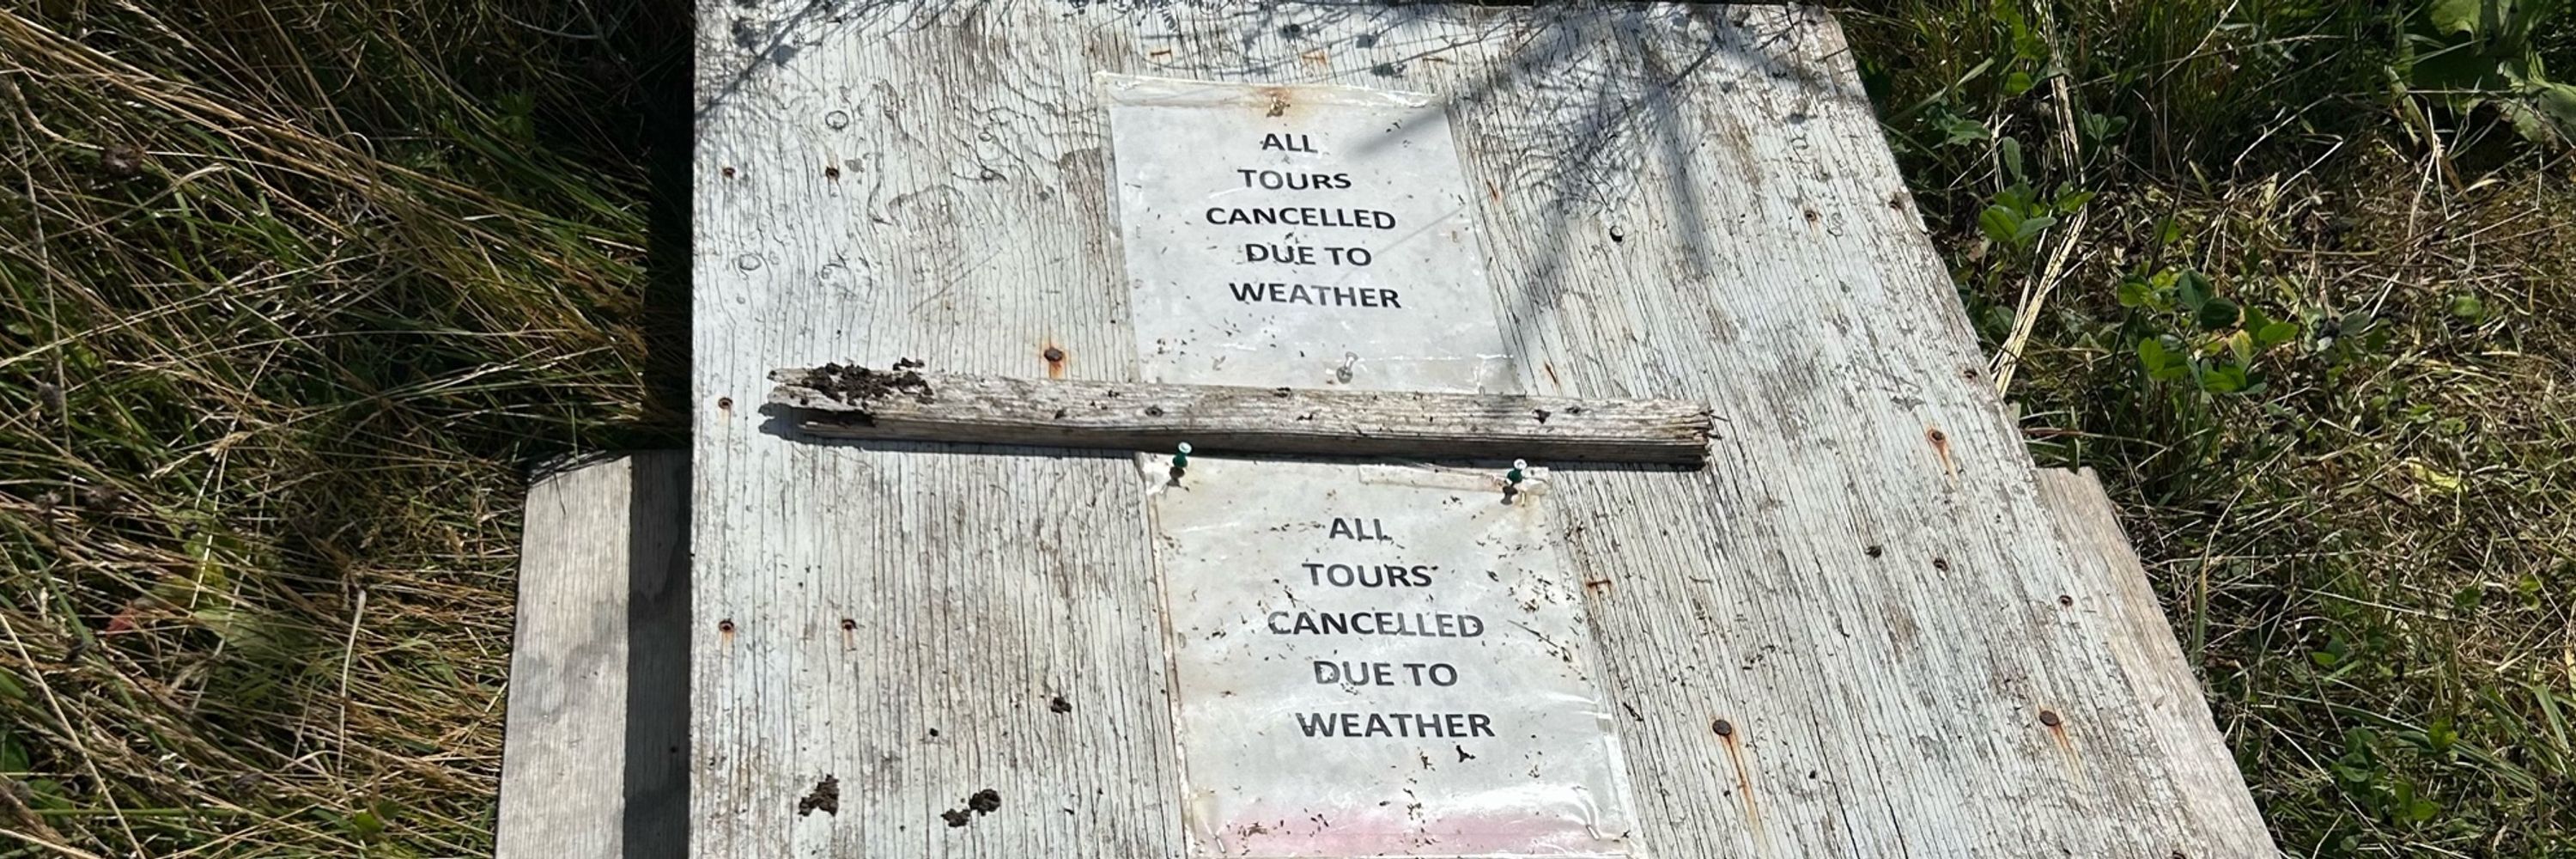 ALL
TOURS
CANCELLED
DUE TO
WEATHER
ALL
TOURS
CANCELLED
DUE TO
WEATHER